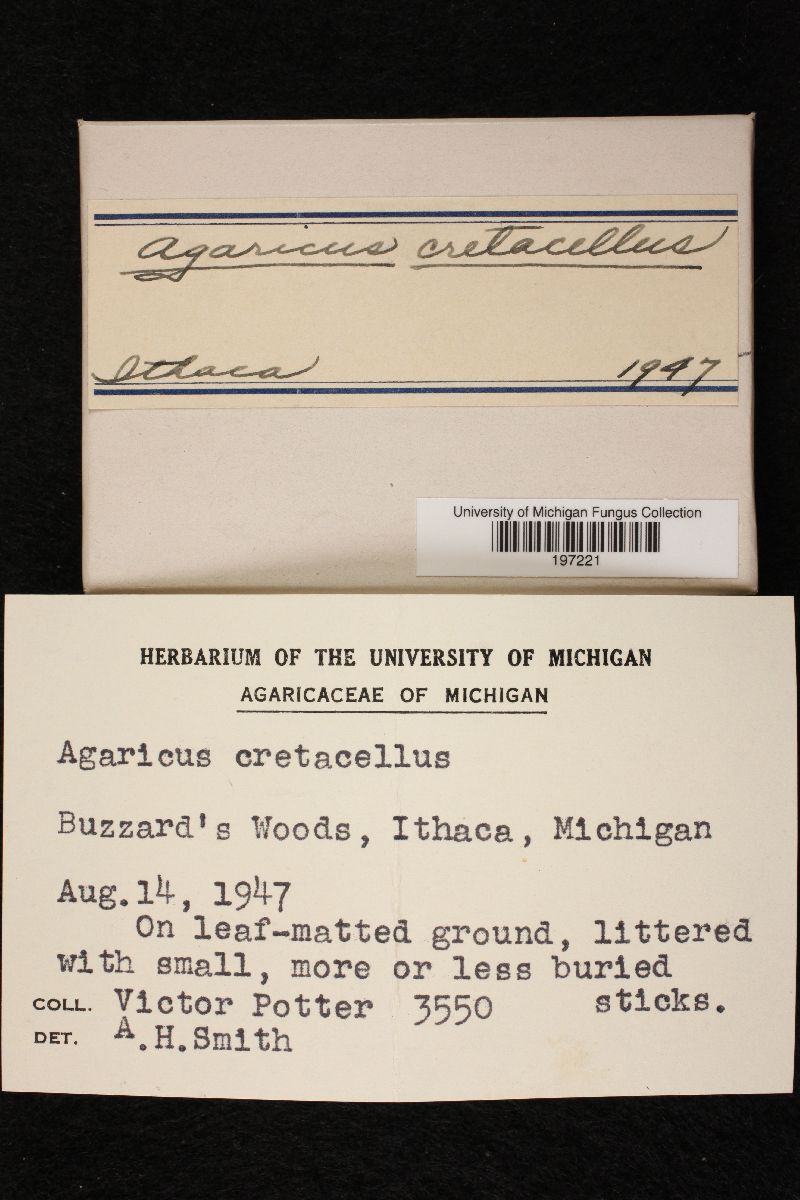 Agaricus cretacellus
Ithaca 1947
University of Michigan Fungus Collection
197221
HERBARIUM OF THE UNIVERSITY OF MICHIGAN
AGARICACEAE OF MICHIGAN
Agaricus cretacellus
Buzzard's Woods, Ithaca, Michigan
Aug.14, 1947
On leaf-matted ground, littered
with small, more or less buried
sticks.
COLL. Victor Potter 3550
DET. A.H.Smith